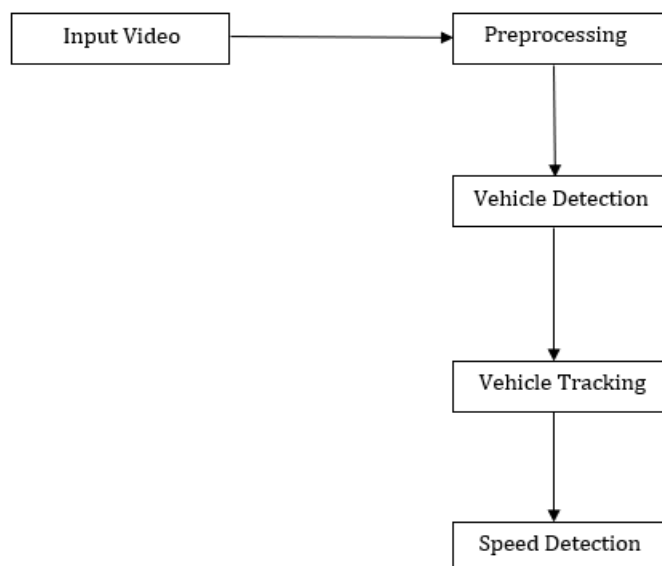 Input Video
Preprocessing
Vehicle Detection
Vehicle Tracking
Speed Detection